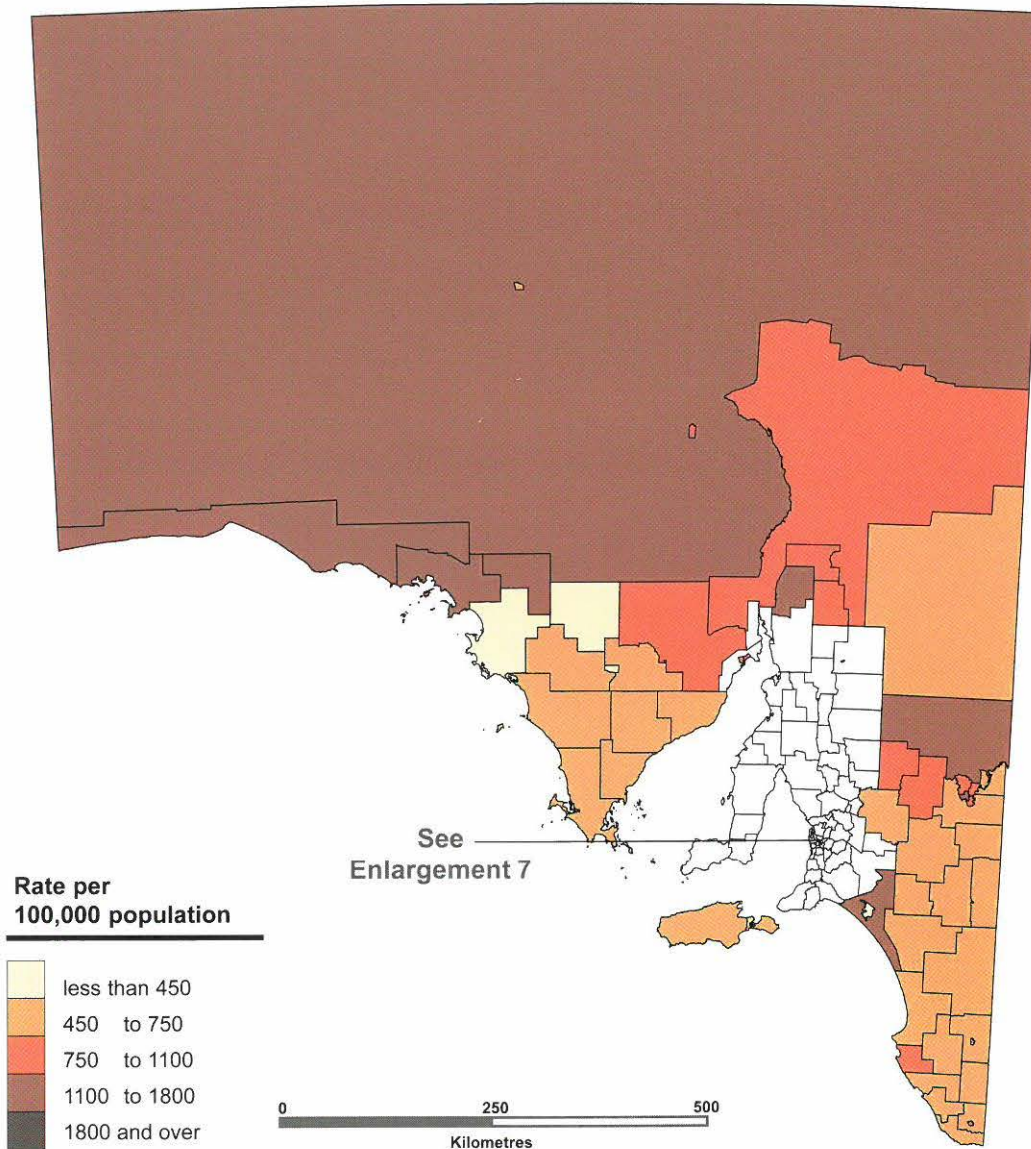 See
Enlargement 7
Rate per
100,000 population
less than 450
450 to 750
750 to 1100
1100 to 1800
1800 and over
0 250 500
Kilometres